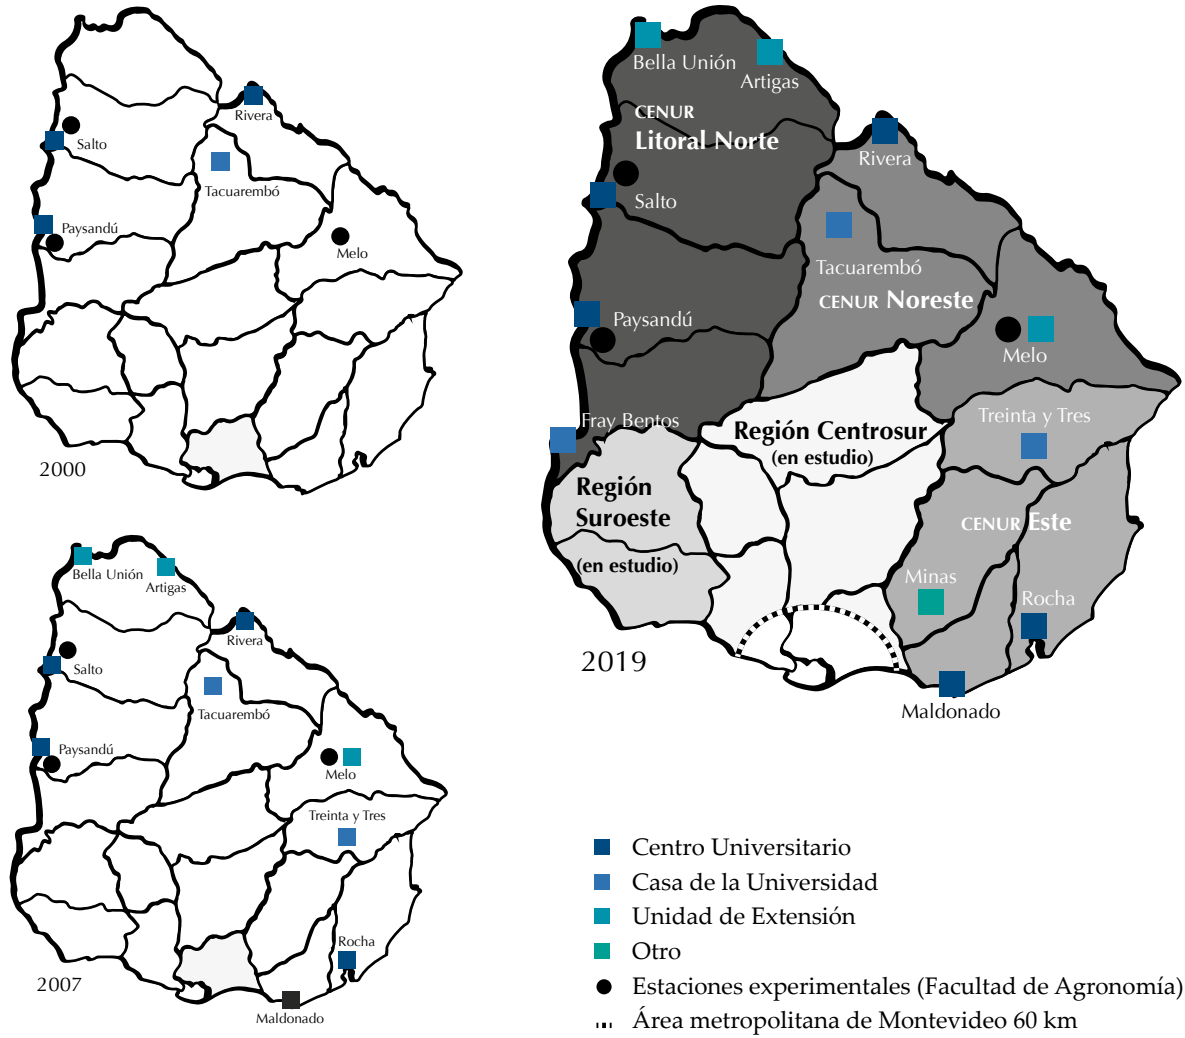 Rivera
Salto
Tacuarembó
Paysandú
Melo
2000
Bella Unión
Artigas
Rivera
Salto
Tacuarembó
Paysandú
Melo
Treinta y Tres
Rocha
2007
Maldonado
Bella Unión
Artigas
CENUR
Litoral Norte
Rivera
Salto
Tacuarembó
CENUR Noreste
Paysandú
Melo
Fray Bentos
Treinta y Tres
Región Centrosur
(en estudio)
Región
Suroeste
(en estudio)
CENUR Este
Minas
Rocha
2019
Maldonado
Centro Universitario
Casa de la Universidad
Unidad de Extensión
Otro
Estaciones experimentales (Facultad de Agronomía)
Área metropolitana de Montevideo 60 km